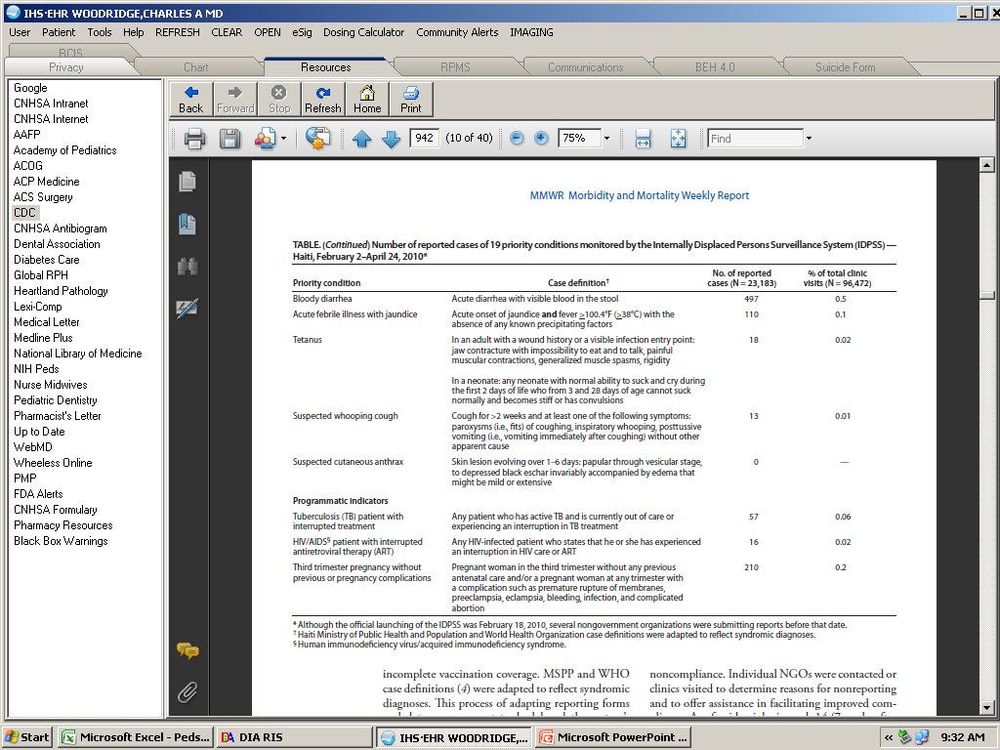 IHS-EHR WOODRIDGE,CHARLES A MD
User Patient Tools Help REFRESH CLEAR OPEN eSig Dosing Calculator Community Alerts IMAGING
RCIS
Privacy Chart Resources RPMS Communications BEH 4.0 Suicide Form
Google
CNHSA Intranet
CNHSA Internet
AAFP
Academy of Pediatrics
ACOG
ACP Medicine
ACS Surgery
CDC
CNHSA Antibiogram
Dental Association
Diabetes Care
Global RPH
Heartland Pathology
Lexi-Comp
Medical Letter
Medline Plus
National Library of Medicine
NIH Peds
Nurse Midwives
Pediatric Dentistry
Pharmacist's Letter
Up to Date
WebMD
Wheeless Online
PMP
FDA Alerts
CNHSA Formulary
Pharmacy Resources
Black Box Warnings
Back Forward Stop Refresh Home Print
942 (10 of 40) 75% Find
MMWR Morbidity and Mortality Weekly Report
TABLE. (Continued) Number of reported cases of 19 priority conditions monitored by the Internally Displaced Persons Surveillance System (IDPSS) —
Haiti, February 2–April 24, 2010*
No. of reported % of total clinic
Priority condition Case definition† cases (N = 23,183) visits (N = 96,472)
Bloody diarrhea Acute diarrhea with visible blood in the stool 497 0.5
Acute febrile illness with jaundice Acute onset of jaundice and fever ≥100.4°F (≥38°C) with the 110 0.1
absence of any known precipitating factors
Tetanus In an adult with a wound history or a visible infection entry point: 18 0.02
jaw contracture with impossibility to eat and to talk, painful
muscular contractions, generalized muscle spasms, rigidity
In a neonate: any neonate with normal ability to suck and cry during
the first 2 days of life who from 3 and 28 days of age cannot suck
normally and becomes stiff or has convulsions
Suspected whooping cough Cough for >2 weeks and at least one of the following symptoms: 13 0.01
paroxysms (i.e., fits) of coughing, inspiratory whooping, posttussive
vomiting (i.e., vomiting immediately after coughing) without other
apparent cause
Suspected cutaneous anthrax Skin lesion evolving over 1–6 days: papular through vesicular stage, 0 —
to depressed black eschar invariably accompanied by edema that
might be mild or extensive
Programmatic indicators
Tuberculosis (TB) patient with Any patient who has active TB and is currently out of care or 57 0.06
interrupted treatment experiencing an interruption in TB treatment
HIV/AIDS§ patient with interrupted Any HIV-infected patient who states that he or she has experienced 16 0.02
antiretroviral therapy (ART) an interruption in HIV care or ART
Third trimester pregnancy without Pregnant woman in the third trimester without any previous 210 0.2
previous or pregnancy complications antenatal care and/or a pregnant woman at any trimester with
a complication such as premature rupture of membranes,
preeclampsia, eclampsia, bleeding, infection, and complicated
abortion
* Although the official launching of the IDPSS was February 18, 2010, several nongovernment organizations were submitting reports before that date.
† Haiti Ministry of Public Health and Population and World Health Organization case definitions were adapted to reflect syndromic diagnoses.
§ Human immunodeficiency virus/acquired immunodeficiency syndrome.
incomplete vaccination coverage. MSPP and WHO
case definitions (4) were adapted to reflect syndromic
diagnoses. This process of adapting reporting forms
noncompliance. Individual NGOs were contacted or
clinics visited to determine reasons for nonreporting
and to offer assistance in facilitating improved com-
Start Microsoft Excel - Peds... DIA RIS IHS-EHR WOODRIDGE,... Microsoft PowerPoint ... « 9:32 AM